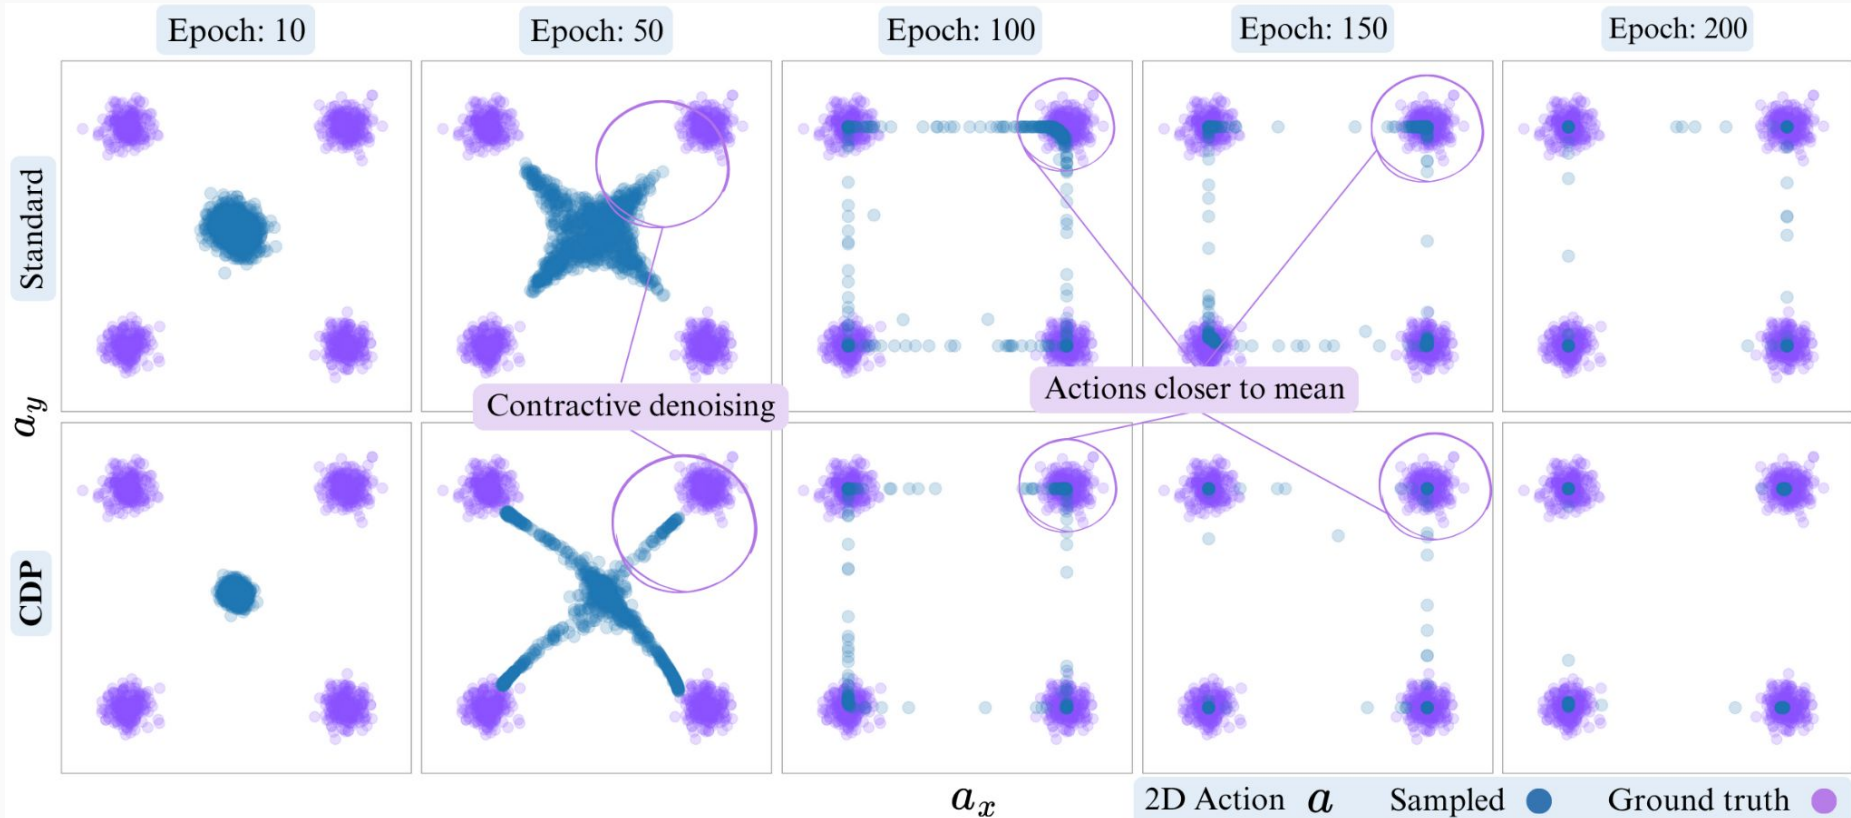 Epoch: 10
Epoch: 50
Epoch: 100
Epoch: 150
Epoch: 200
Standard
Contractive denoising
Actions closer to mean
a_y
CDP
a_x
2D Action a Sampled Ground truth